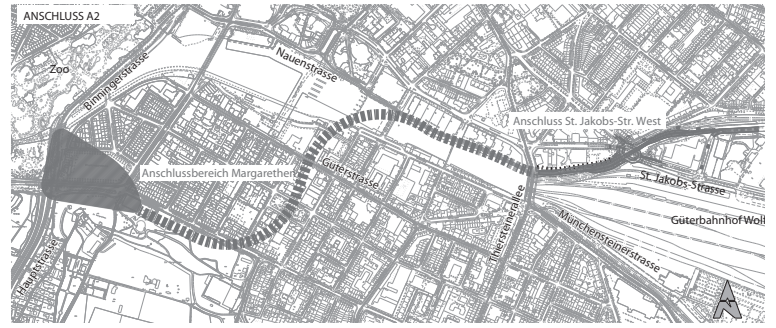 ANSCHLUSS A2
Zoo
Binningerstrasse
Nauenstrasse
Anschluss St. Jakobs-Str. West
Anschlussbereich Margarethen
Güterstrasse
St. Jakobs-Strasse
Thiersteinerallee
Münchensteinerstrasse
Güterbahnhof Wolf
Hauptstrasse